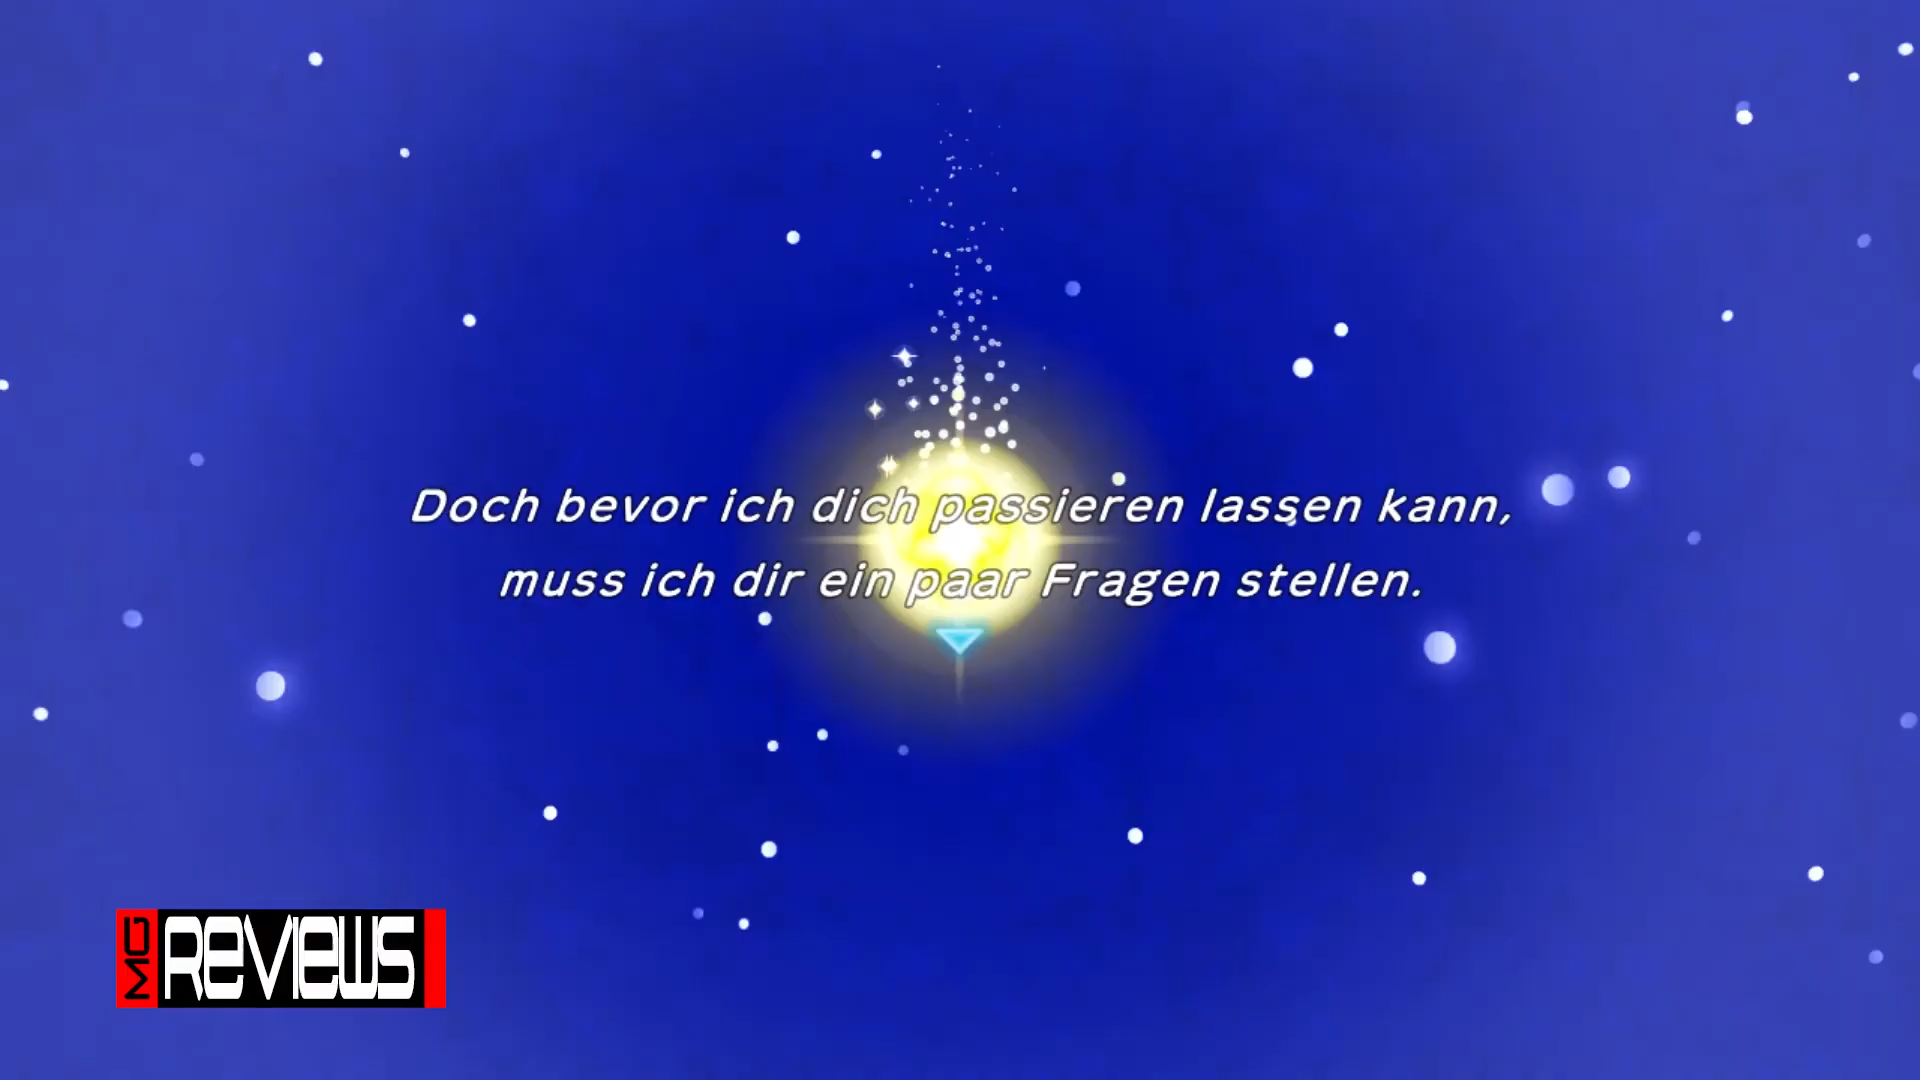 Doch bevor ich dich passieren lassen kann,
muss ich dir ein paar Fragen stellen.
MG REVIEWS